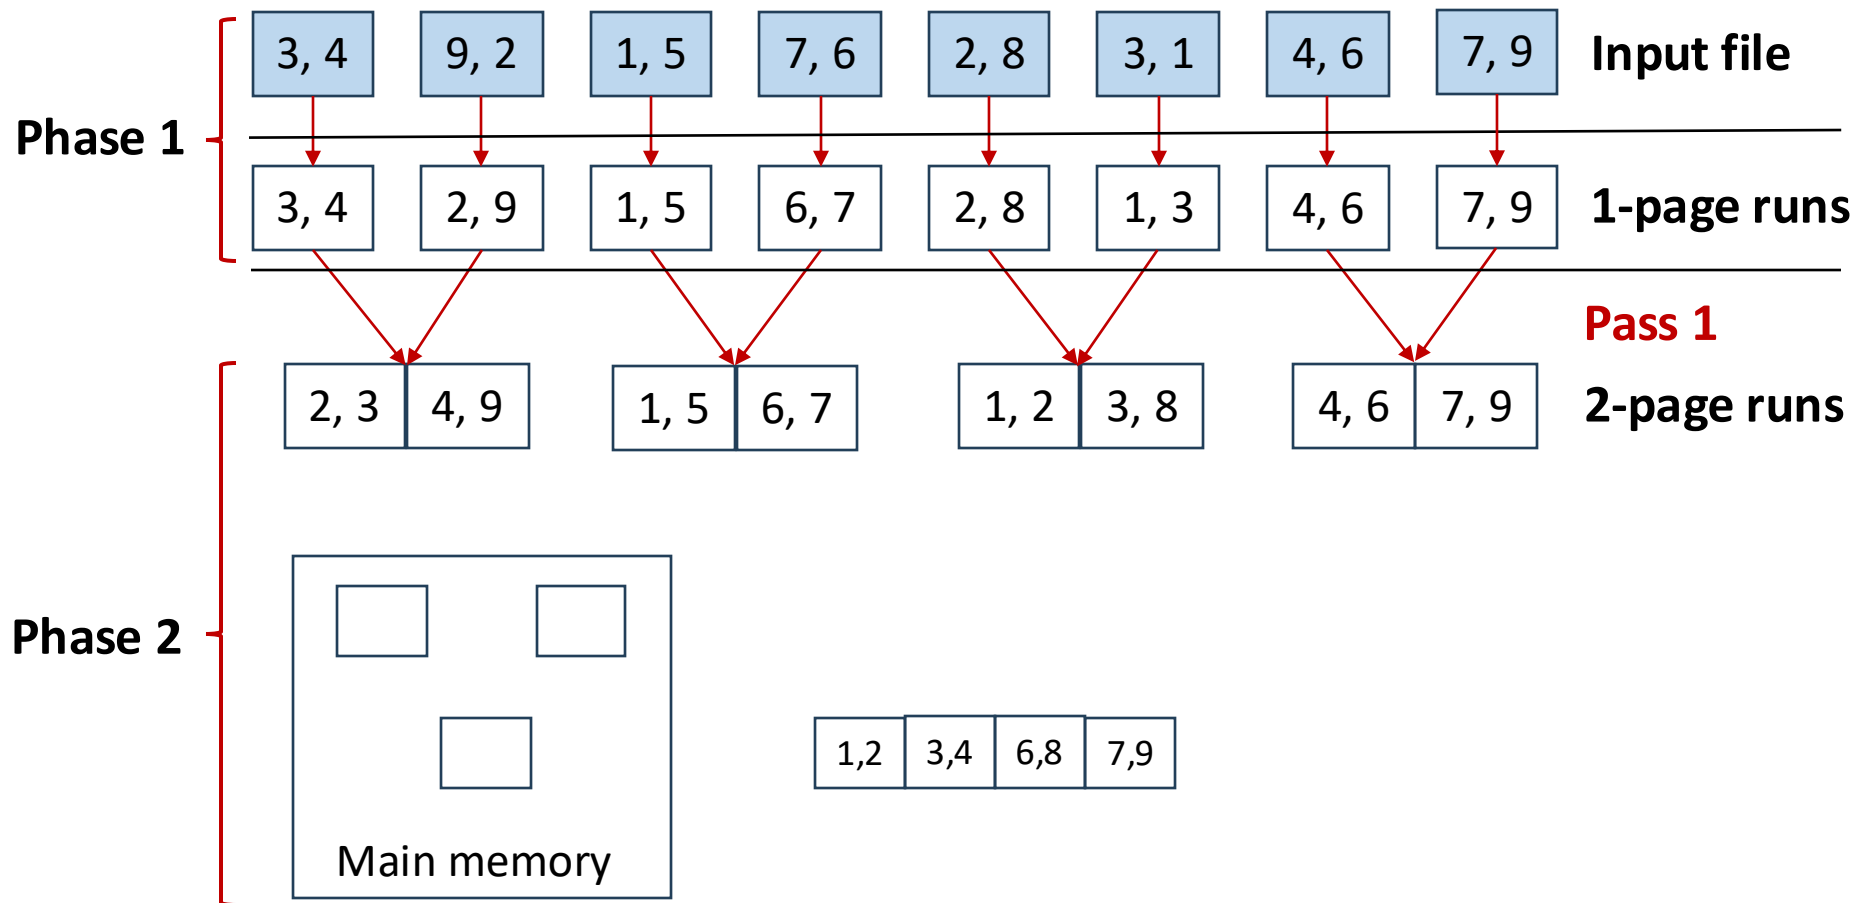 3, 4 9, 2 1, 5 7, 6 2, 8 3, 1 4, 6 7, 9 Input file
Phase 1
3, 4 2, 9 1, 5 6, 7 2, 8 1, 3 4, 6 7, 9 1-page runs
Pass 1
2, 3 4, 9 1, 5 6, 7 1, 2 3, 8 4, 6 7, 9 2-page runs
Phase 2
1,2 3,4 6,8 7,9
Main memory